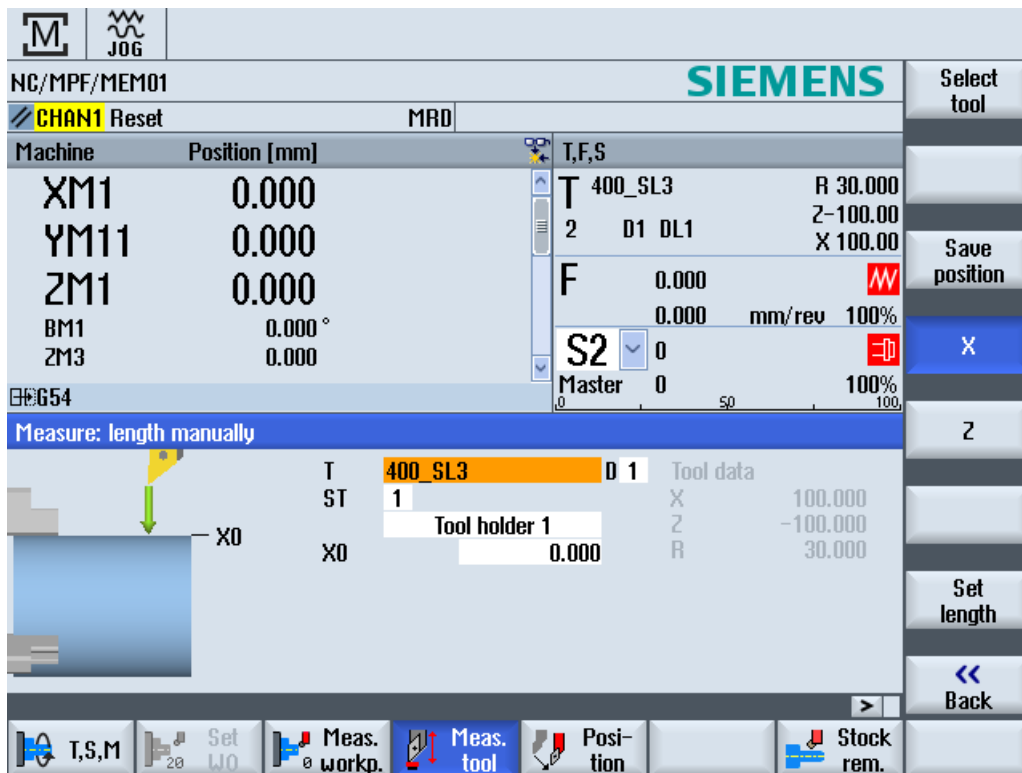 M
JOG
NC/MPF/MEM01
SIEMENS
CHAN1 Reset
MRD
Machine Position [mm]
XM1 0.000
YM11 0.000
ZM1 0.000
BM1 0.000 °
ZM3 0.000
G54
T,F,S
T 400_SL3 R 30.000
Z-100.00
2 D1 DL1 X 100.00
F 0.000
0.000 mm/rev 100%
S2 0
Master 0 100%
0 50 100
Measure: length manually
X0
T 400_SL3 D 1
ST 1
Tool holder 1
X0 0.000
Tool data
X 100.000
Z -100.000
R 30.000
Select
tool
Save
position
X
Z
Set
length
<<
Back
>
T,S,M
20
Set
WO
0
Meas.
workp.
Meas.
tool
Posi-
tion
Stock
rem.